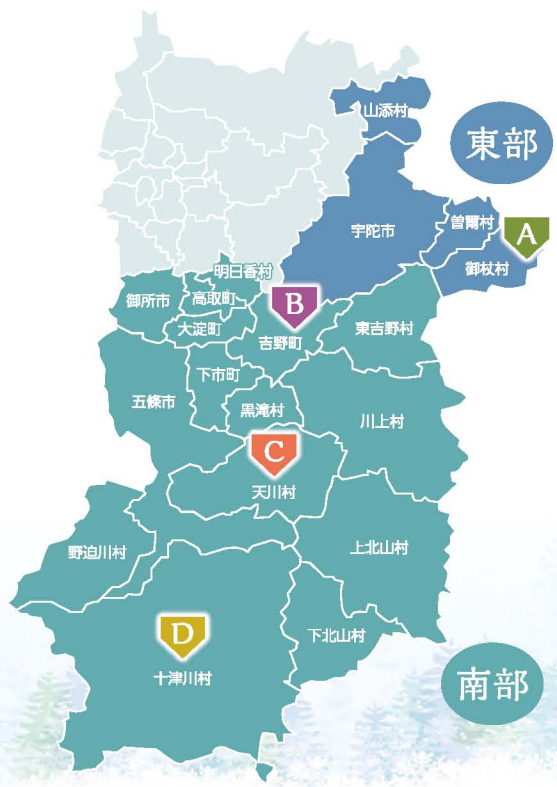 山添村
東部
宇陀市
曽爾村
A
御杖村
明日香村
御所市
高取町
B
大淀町
吉野町
東吉野村
下市町
五條市
黒滝村
川上村
C
天川村
野迫川村
上北山村
D
下北山村
十津川村
南部